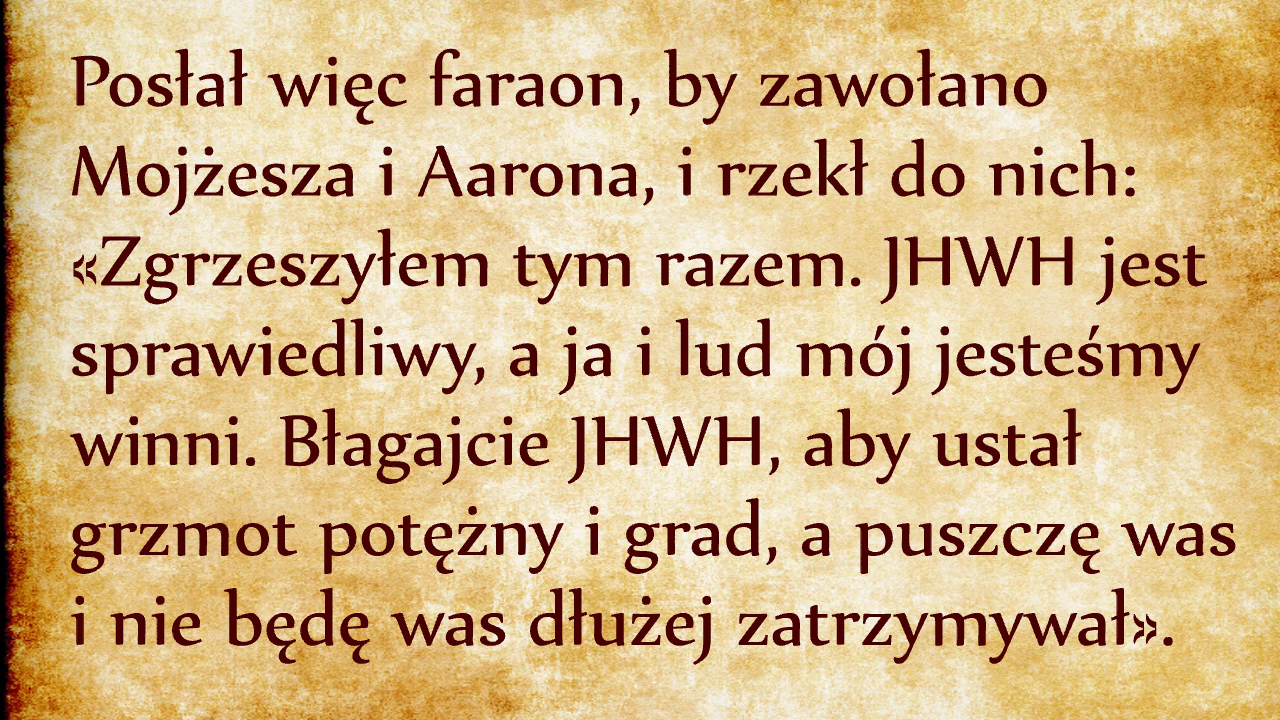 Posłał więc faraon, by zawołano
Mojżesza i Aarona, i rzekł do nich:
«Zgrzeszyłem tym razem. JHWH jest
sprawiedliwy, a ja i lud mój jesteśmy
winni. Błagajcie JHWH, aby ustał
grzmot potężny i grad, a puszczę was
i nie będę was dłużej zatrzymywał».